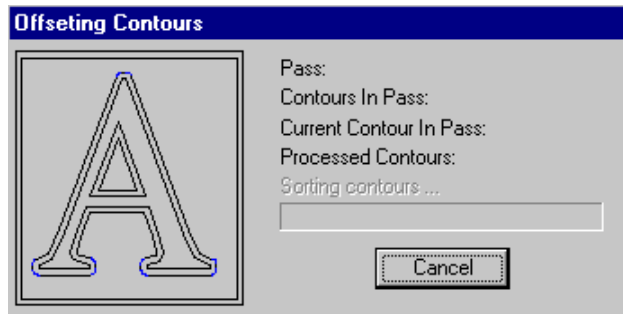 Offseting Contours
A
Pass:
Contours In Pass:
Current Contour In Pass:
Processed Contours:
Sorting contours ...
Cancel